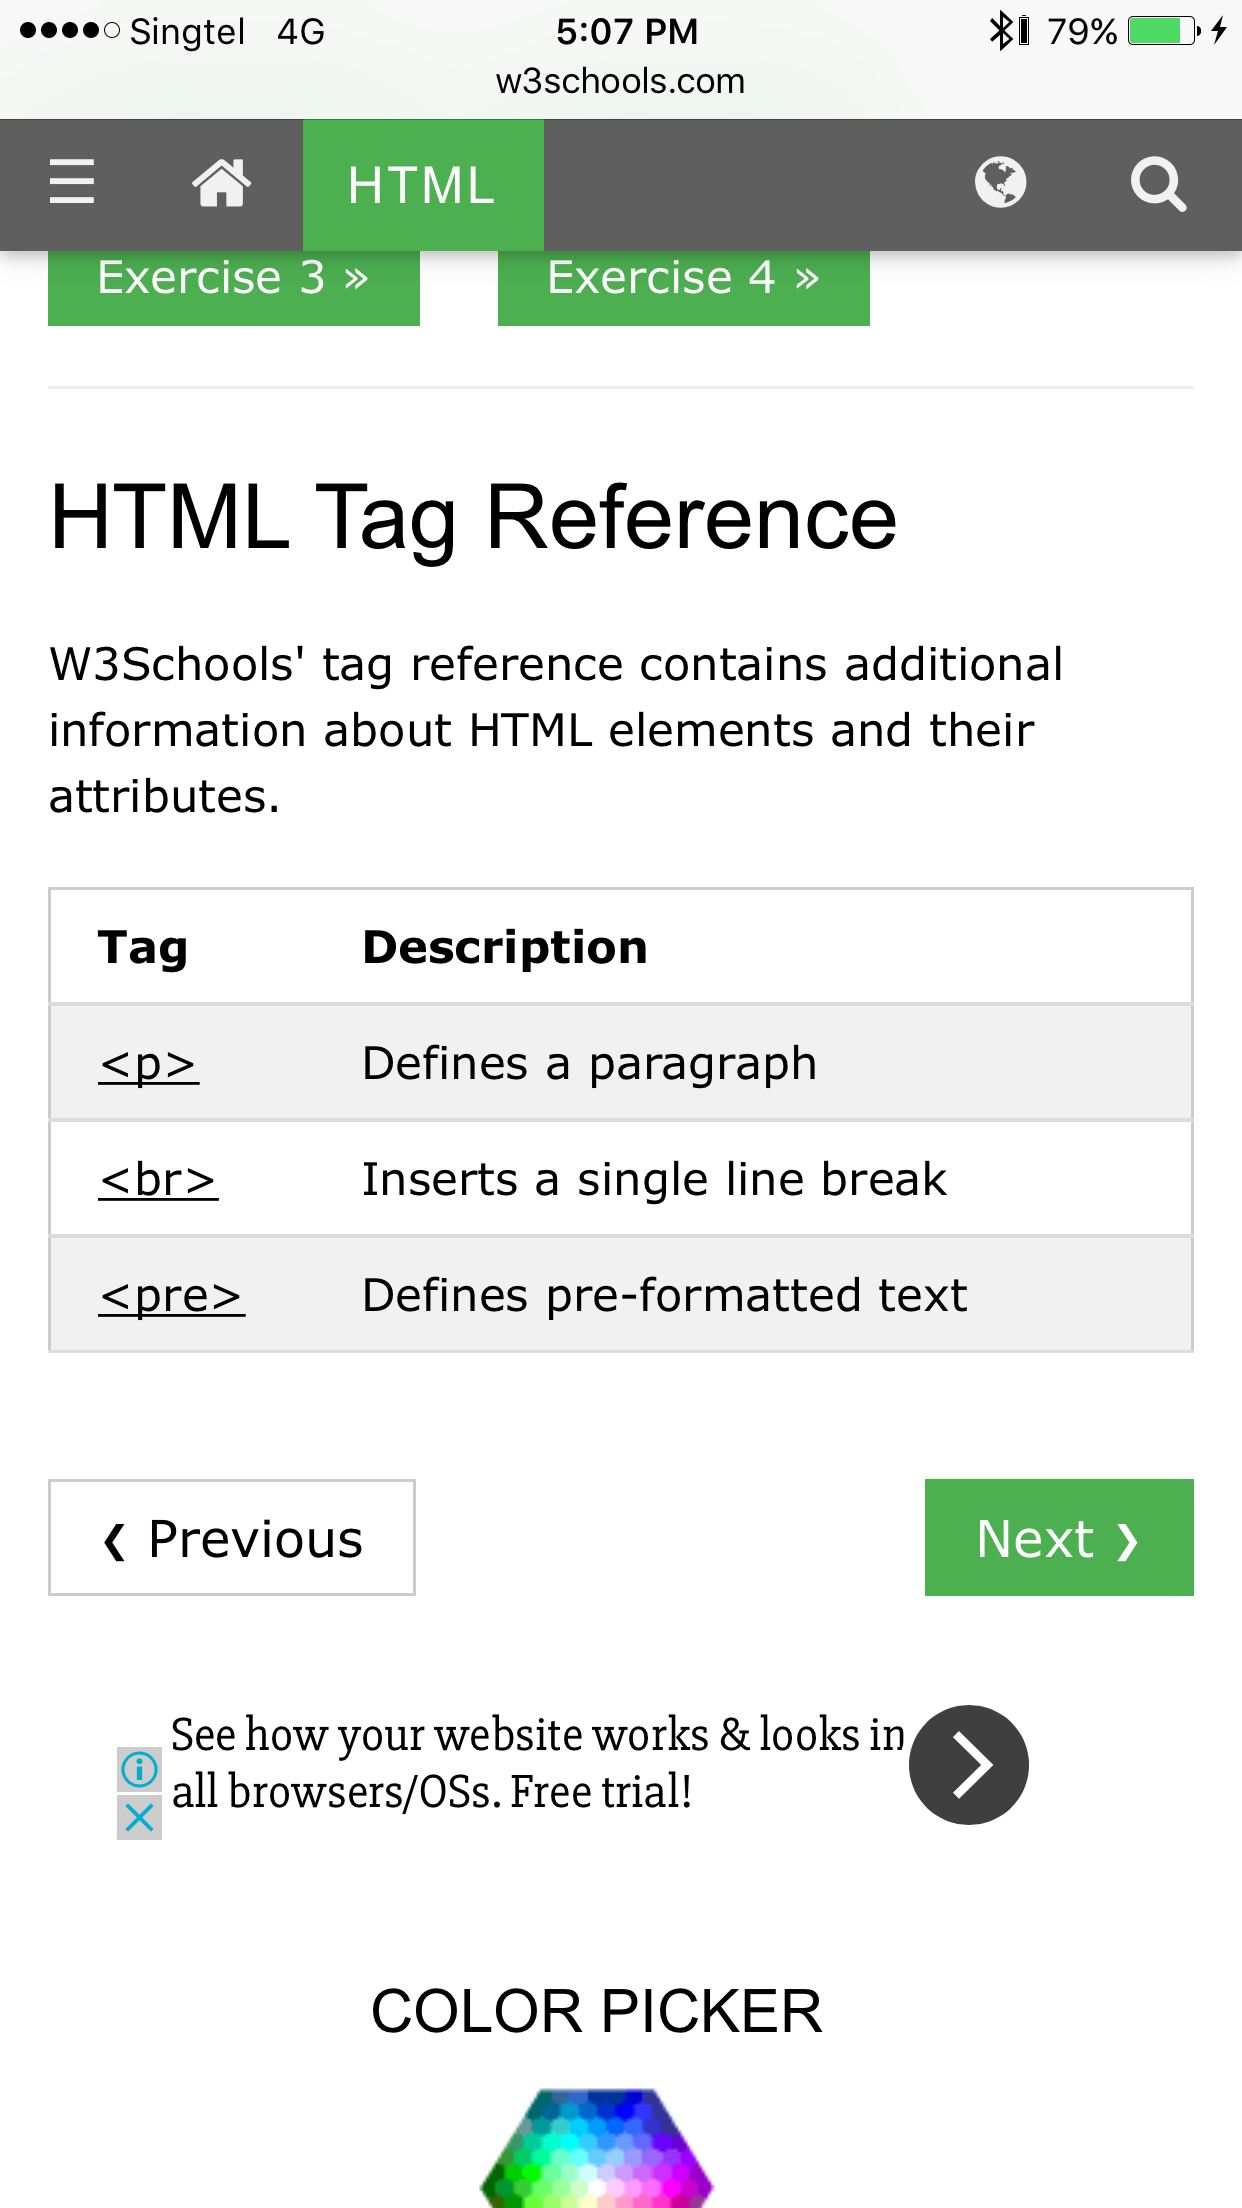 Singtel 4G 5:07 PM 79%
w3schools.com
HTML
Exercise 3 » Exercise 4 »
HTML Tag Reference
W3Schools' tag reference contains additional
information about HTML elements and their
attributes.
Tag Description
<p> Defines a paragraph
<br> Inserts a single line break
<pre> Defines pre-formatted text
❮ Previous Next ❯
See how your website works & looks in
all browsers/OSs. Free trial!
COLOR PICKER